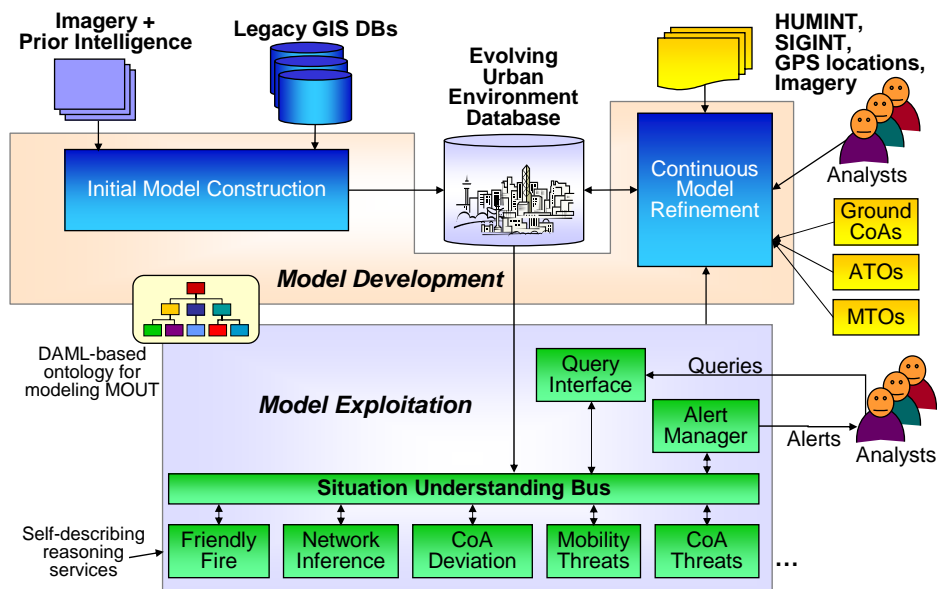 Imagery +
Prior Intelligence
Legacy GIS DBs
Evolving
Urban
Environment
Database
HUMINT,
SIGINT,
GPS locations,
Imagery
Initial Model Construction
Continuous
Model
Refinement
Analysts
Ground
CoAs
ATOs
MTOs
Model Development
DAML-based
ontology for
modeling MOUT
Model Exploitation
Query
Interface
Queries
Alert
Manager
Alerts
Analysts
Situation Understanding Bus
Self-describing
reasoning
services
Friendly
Fire
Network
Inference
CoA
Deviation
Mobility
Threats
CoA
Threats
...